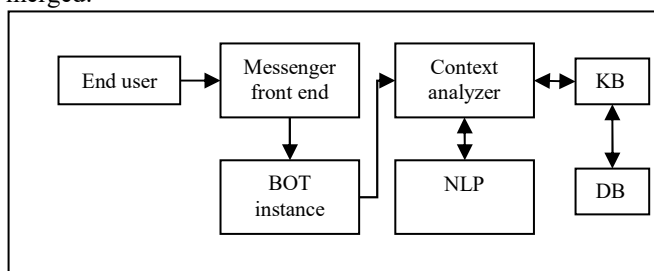 merged.
End user
Messenger
front end
Context
analyzer
KB
BOT
instance
NLP
DB